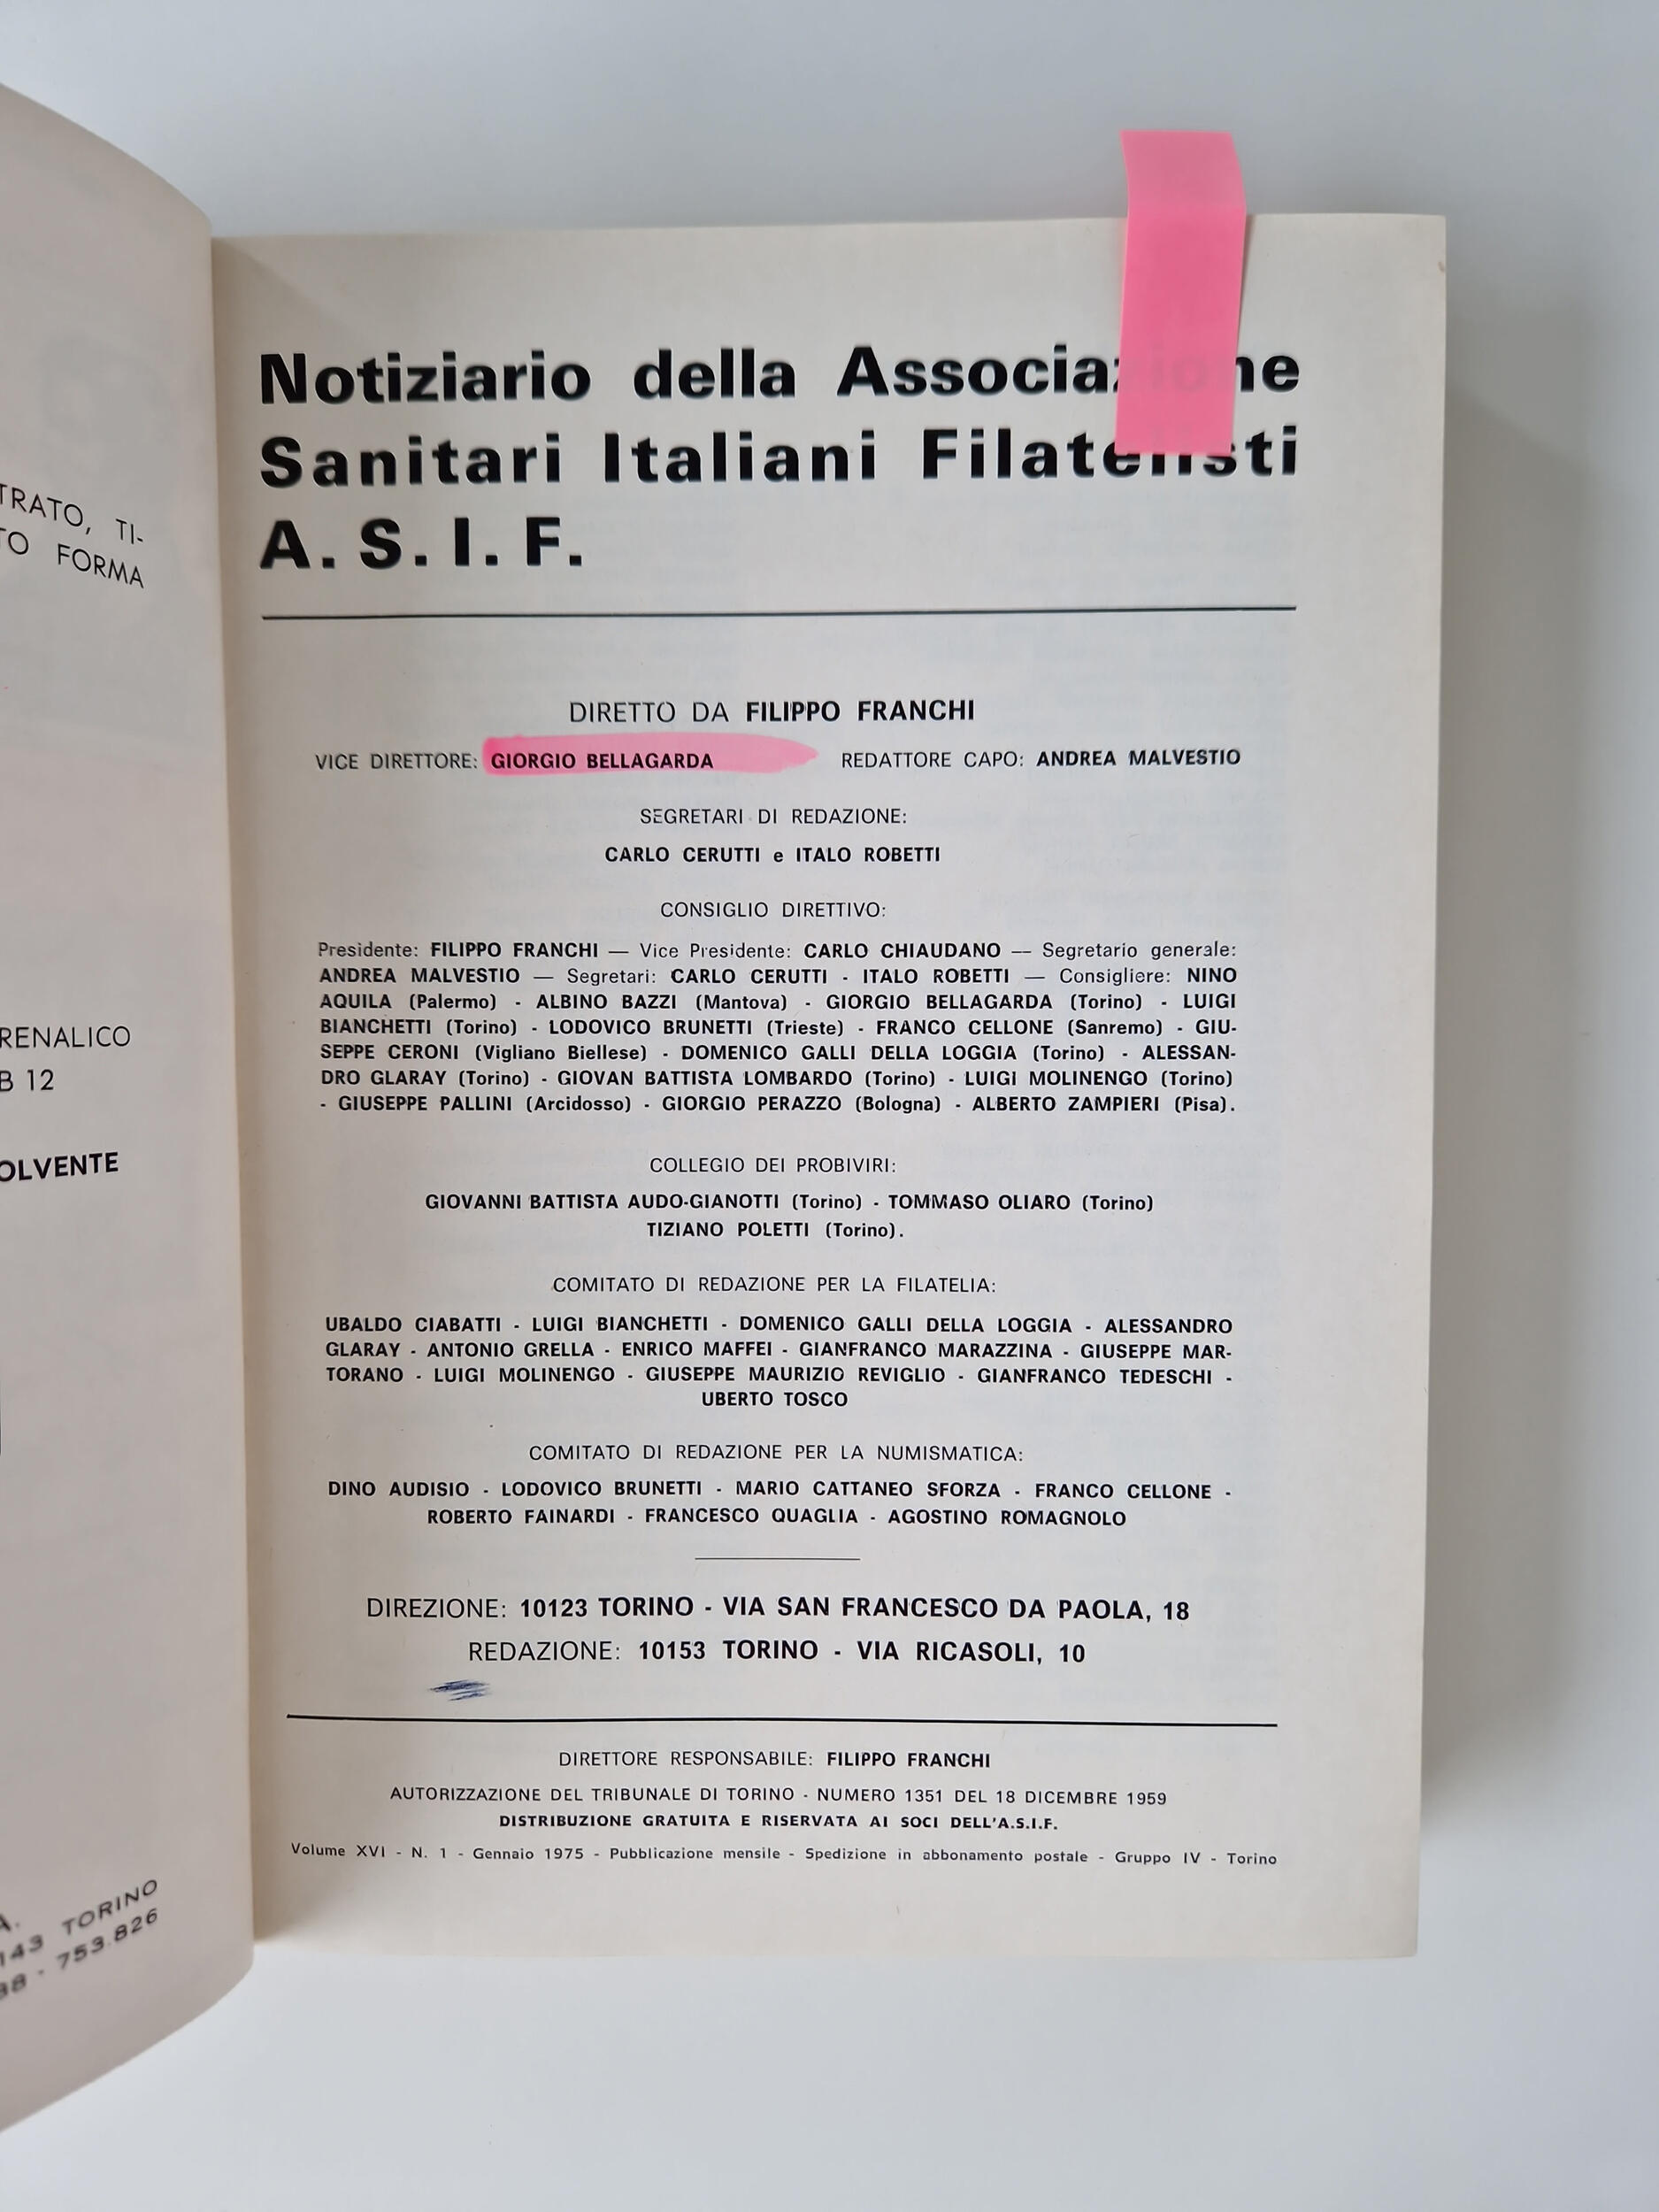 TRATO, TI-
TO FORMA
RENALICO
B 12
OLVENTE
A.
143 TORINO
38 - 753.826
Notiziario della Associazione
Sanitari Italiani Filatelisti
A. S. I. F.
DIRETTO DA FILIPPO FRANCHI
VICE DIRETTORE: GIORGIO BELLAGARDA REDATTORE CAPO: ANDREA MALVESTIO
SEGRETARI DI REDAZIONE:
CARLO CERUTTI e ITALO ROBETTI
CONSIGLIO DIRETTIVO:
Presidente: FILIPPO FRANCHI — Vice Presidente: CARLO CHIAUDANO — Segretario generale:
ANDREA MALVESTIO — Segretari: CARLO CERUTTI - ITALO ROBETTI — Consigliere: NINO
AQUILA (Palermo) - ALBINO BAZZI (Mantova) - GIORGIO BELLAGARDA (Torino) - LUIGI
BIANCHETTI (Torino) - LODOVICO BRUNETTI (Trieste) - FRANCO CELLONE (Sanremo) - GIU-
SEPPE CERONI (Vigliano Biellese) - DOMENICO GALLI DELLA LOGGIA (Torino) - ALESSAN-
DRO GLARAY (Torino) - GIOVAN BATTISTA LOMBARDO (Torino) - LUIGI MOLINENGO (Torino)
- GIUSEPPE PALLINI (Arcidosso) - GIORGIO PERAZZO (Bologna) - ALBERTO ZAMPIERI (Pisa).
COLLEGIO DEI PROBIVIRI:
GIOVANNI BATTISTA AUDO-GIANOTTI (Torino) - TOMMASO OLIARO (Torino)
TIZIANO POLETTI (Torino).
COMITATO DI REDAZIONE PER LA FILATELIA:
UBALDO CIABATTI - LUIGI BIANCHETTI - DOMENICO GALLI DELLA LOGGIA - ALESSANDRO
GLARAY - ANTONIO GRELLA - ENRICO MAFFEI - GIANFRANCO MARAZZINA - GIUSEPPE MAR-
TORANO - LUIGI MOLINENGO - GIUSEPPE MAURIZIO REVIGLIO - GIANFRANCO TEDESCHI -
UBERTO TOSCO
COMITATO DI REDAZIONE PER LA NUMISMATICA:
DINO AUDISIO - LODOVICO BRUNETTI - MARIO CATTANEO SFORZA - FRANCO CELLONE -
ROBERTO FAINARDI - FRANCESCO QUAGLIA - AGOSTINO ROMAGNOLO
DIREZIONE: 10123 TORINO - VIA SAN FRANCESCO DA PAOLA, 18
REDAZIONE: 10153 TORINO - VIA RICASOLI, 10
DIRETTORE RESPONSABILE: FILIPPO FRANCHI
AUTORIZZAZIONE DEL TRIBUNALE DI TORINO - NUMERO 1351 DEL 18 DICEMBRE 1959
DISTRIBUZIONE GRATUITA E RISERVATA AI SOCI DELL'A.S.I.F.
Volume XVI - N. 1 - Gennaio 1975 - Pubblicazione mensile - Spedizione in abbonamento postale - Gruppo IV - Torino